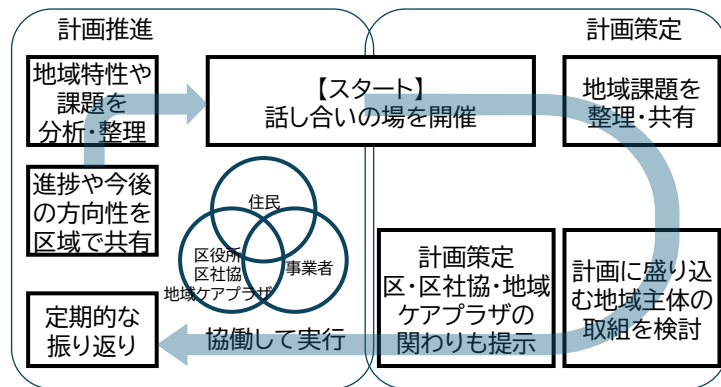 計画推進
計画策定
地域特性や
課題を
分析・整理
【スタート】
話し合いの場を開催
地域課題を
整理・共有
進捗や今後
の方向性を
区域で共有
住民
区役所
区社協
地域ケアプラザ
事業者
計画策定
区・区社協・地域
ケアプラザの
関わりも提示
計画に盛り込
む地域主体の
取組を検討
定期的な
振り返り
協働して実行